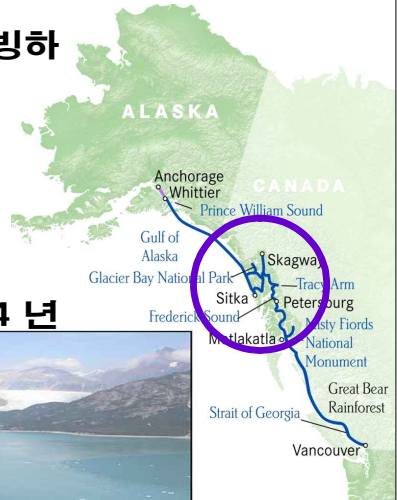 빙하
ALASKA
Anchorage
Whittier
CANADA
Prince William Sound
Gulf of
Alaska
Skagway
Glacier Bay National Park
Tracy Arm
Sitka
Petersburg
Frederick Sound
4 년
Misty Fiords
Metlakatla
National
Monument
Great Bear
Rainforest
Strait of Georgia
Vancouver